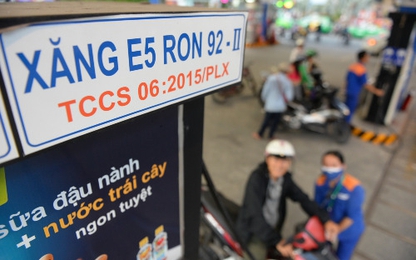 XĂNG E5 RON 92-II
TCCS 06:2015/PLX
sữa đậu nành
+ nước trái cây
ngon tuyệt